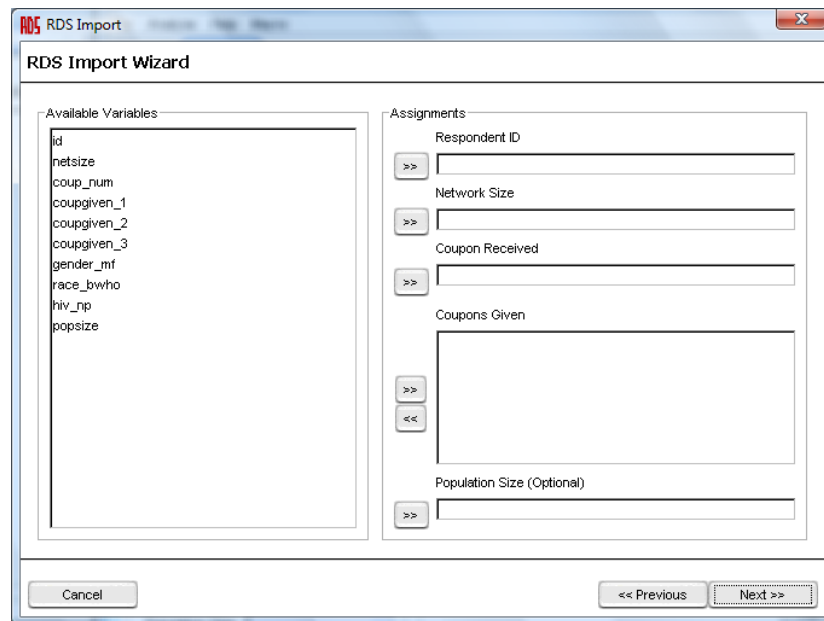 RDS RDS Import
X
RDS Import Wizard
Available Variables
id
netsize
coup_num
coupgiven_1
coupgiven_2
coupgiven_3
gender_mf
race_bwho
hiv_np
popsize
Assignments
Respondent ID
>>
Network Size
>>
Coupon Received
>>
Coupons Given
>>
<<
Population Size (Optional)
>>
Cancel
<< Previous
Next >>